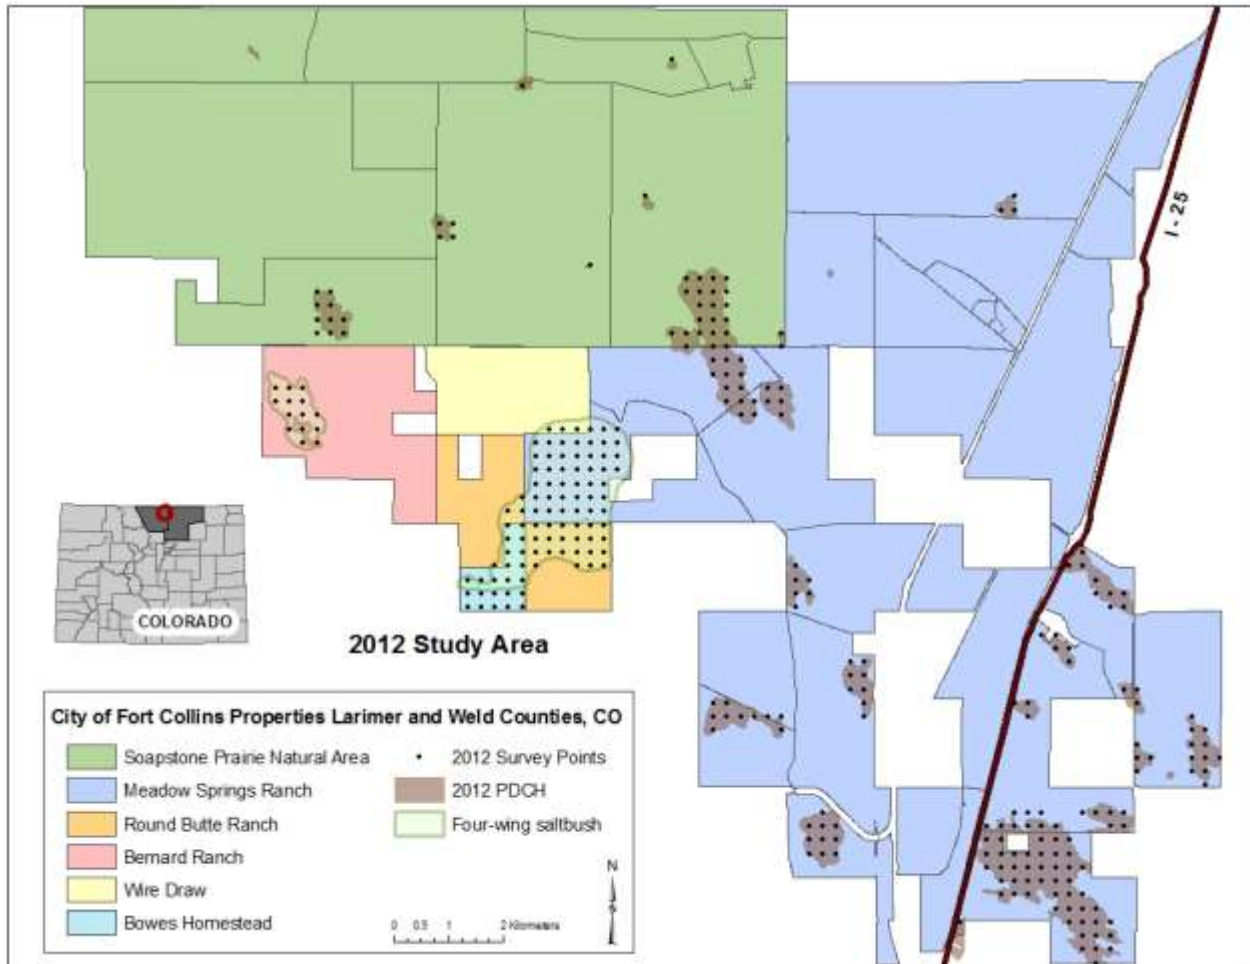 I - 25
COLORADO
2012 Study Area
City of Fort Collins Properties Larimer and Weld Counties, CO
Soapstone Prairie Natural Area
2012 Survey Points
Meadow Springs Ranch
2012 PDCH
Round Butte Ranch
Four-wing saltbush
Bernard Ranch
Wire Draw
Bowes Homestead
N
0 0.5 1 2 Kilometers